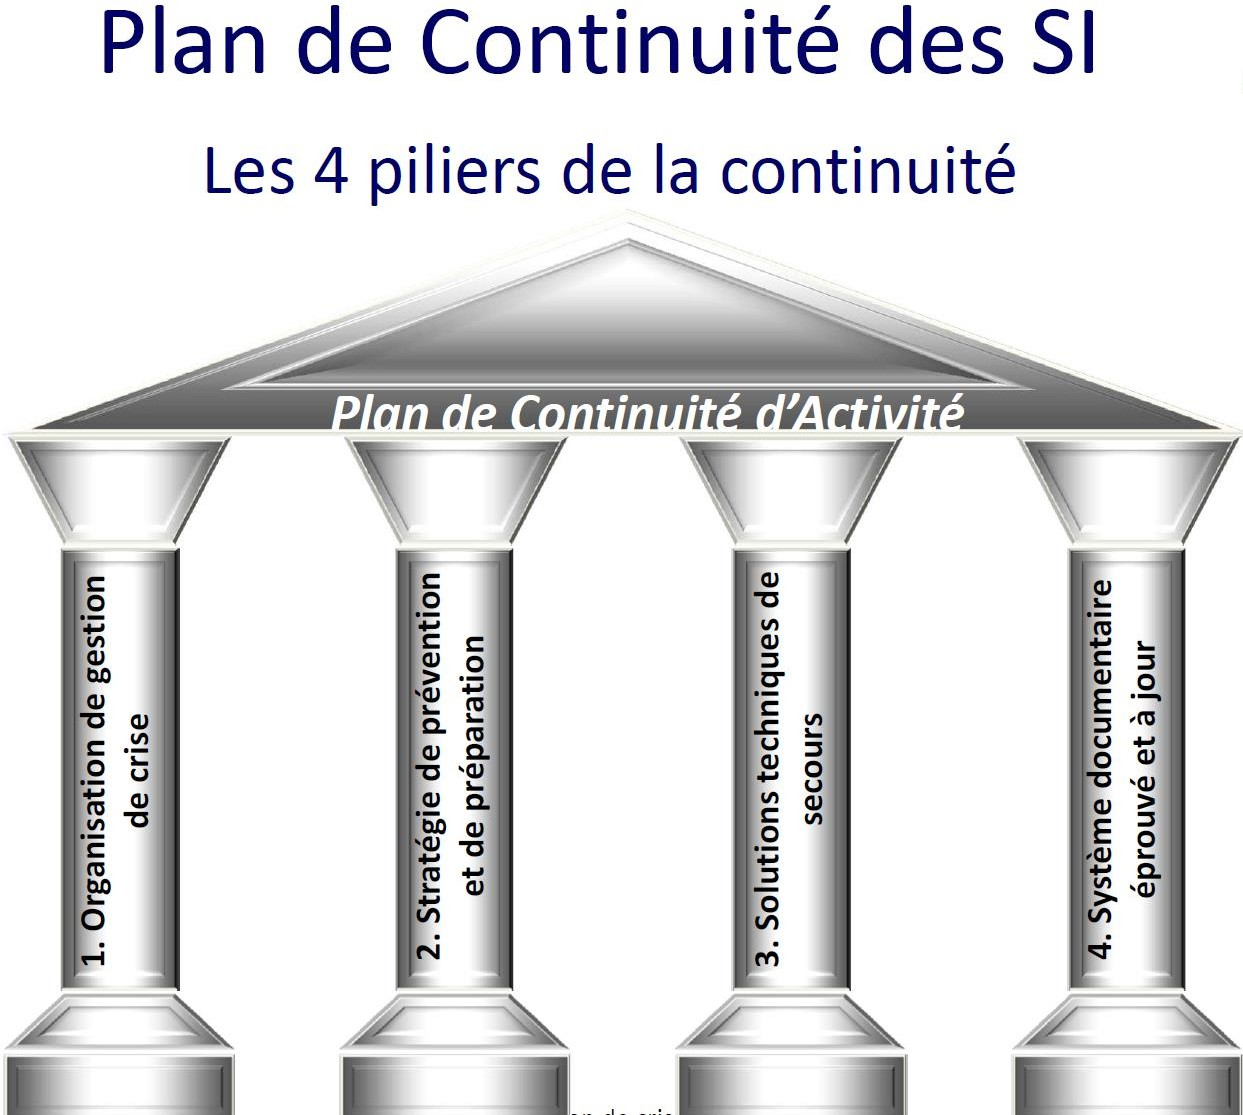 Plan de Continuité des SI
Les 4 piliers de la continuité
Plan de Continuité d’Activité
1. Organisation de gestion
de crise
2. Stratégie de prévention
et de préparation
3. Solutions techniques de
secours
4. Système documentaire
éprouvé et à jour